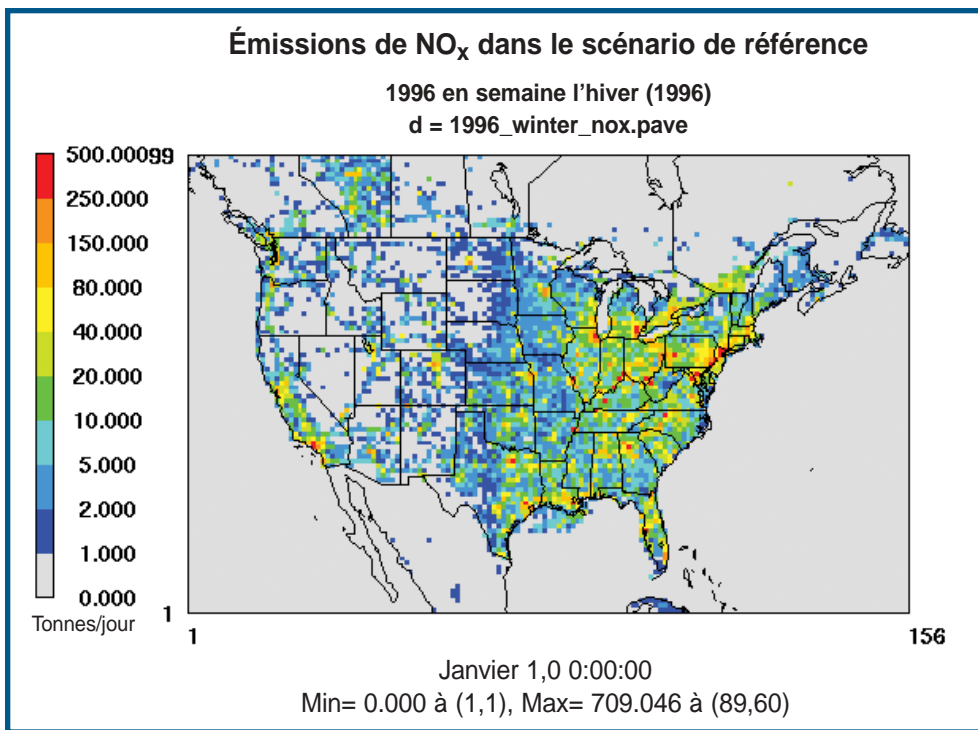 Émissions de NOx dans le scénario de référence
1996 en semaine l'hiver (1996)
d = 1996_winter_nox.pave
500.000
250.000
150.000
80.000
40.000
20.000
10.000
5.000
2.000
1.000
0.000
Tonnes/jour
99
1
1
156
Janvier 1,0 0:00:00
Min= 0.000 à (1,1), Max= 709.046 à (89,60)